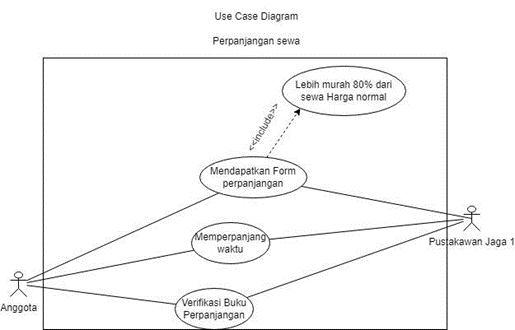 Use Case Diagram
Perpanjangan sewa
Lebih murah 80% dari
sewa Harga normal
<<include>>
Mendapatkan Form
perpanjangan
Memperpanjang
waktu
Pustakawan Jaga 1
Verifikasi Buku
Perpanjangan
Anggota